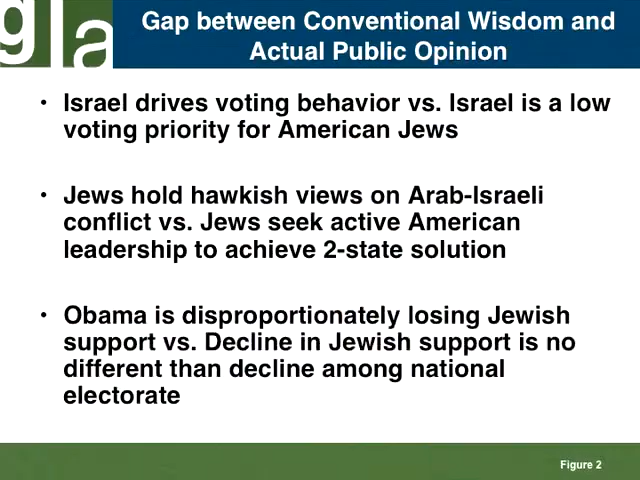 gla
Gap between Conventional Wisdom and
Actual Public Opinion
• Israel drives voting behavior vs. Israel is a low
voting priority for American Jews
• Jews hold hawkish views on Arab-Israeli
conflict vs. Jews seek active American
leadership to achieve 2-state solution
• Obama is disproportionately losing Jewish
support vs. Decline in Jewish support is no
different than decline among national
electorate
Figure 2